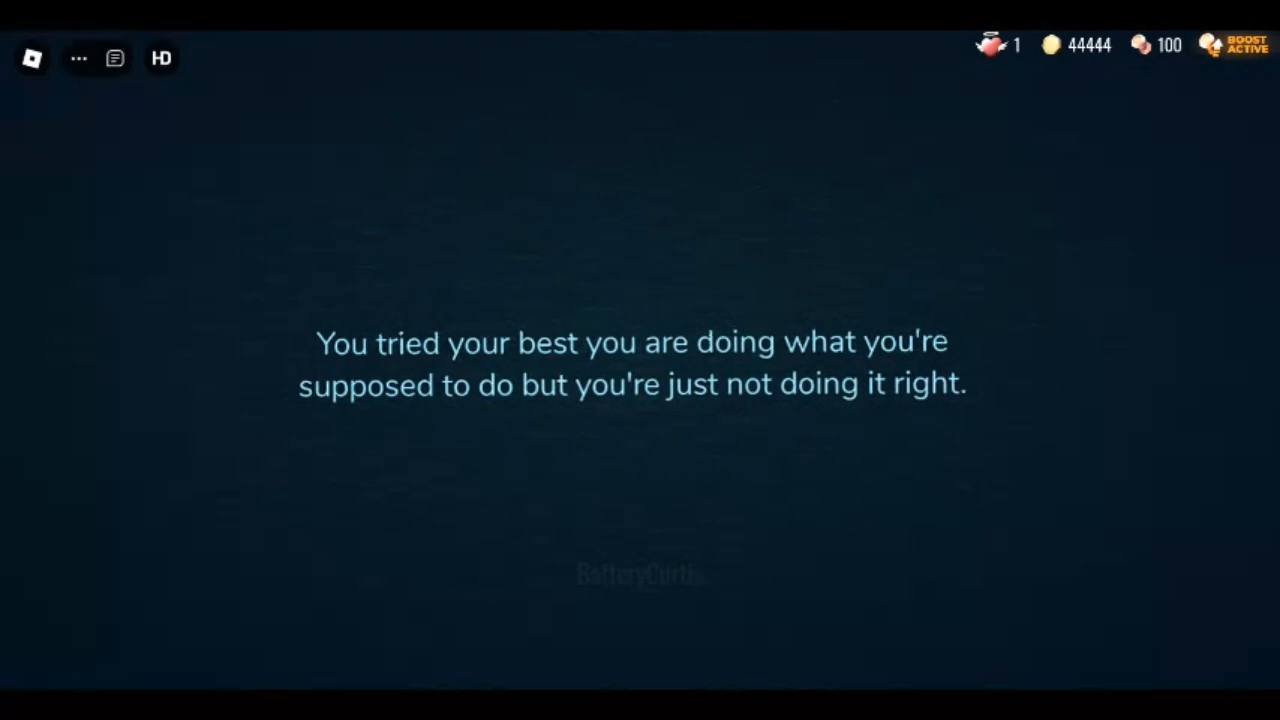 HD
1
44444
100
BOOST
ACTIVE
You tried your best you are doing what you're
supposed to do but you're just not doing it right.